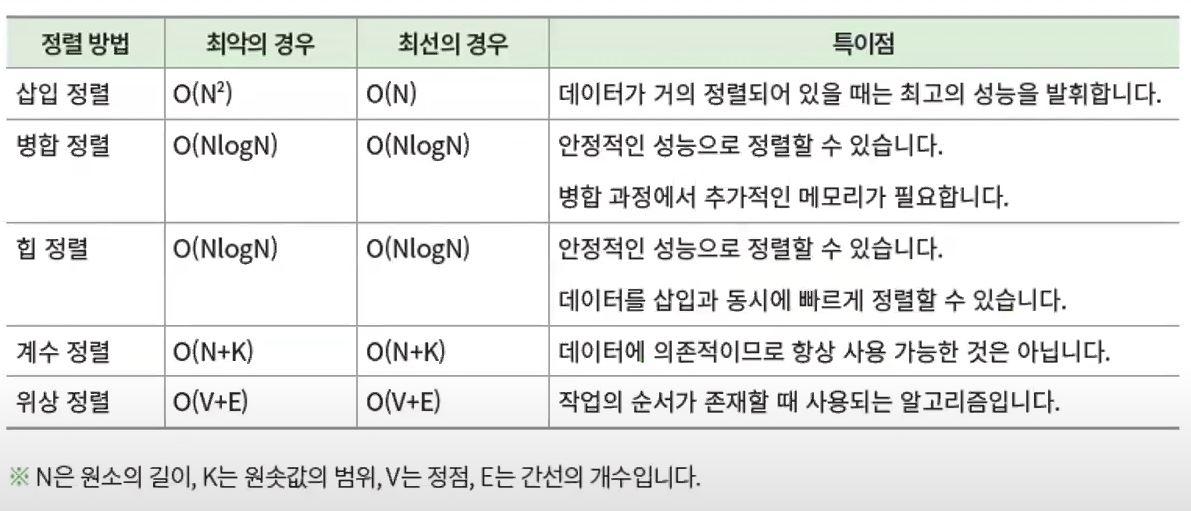 정렬 방법 최악의 경우 최선의 경우 특이점
삽입 정렬 O(N²) O(N) 데이터가 거의 정렬되어 있을 때는 최고의 성능을 발휘합니다.
병합 정렬 O(NlogN) O(NlogN) 안정적인 성능으로 정렬할 수 있습니다.
병합 과정에서 추가적인 메모리가 필요합니다.
힙 정렬 O(NlogN) O(NlogN) 안정적인 성능으로 정렬할 수 있습니다.
데이터를 삽입과 동시에 빠르게 정렬할 수 있습니다.
계수 정렬 O(N+K) O(N+K) 데이터에 의존적이므로 항상 사용 가능한 것은 아닙니다.
위상 정렬 O(V+E) O(V+E) 작업의 순서가 존재할 때 사용되는 알고리즘입니다.
※ N은 원소의 길이, K는 원솟값의 범위, V는 정점, E는 간선의 개수입니다.